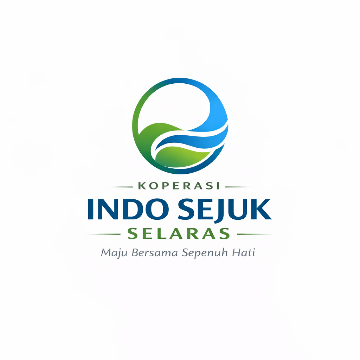 KOPERASI
INDO SEJUK
SELARAS
Maju Bersama Sepenuh Hati